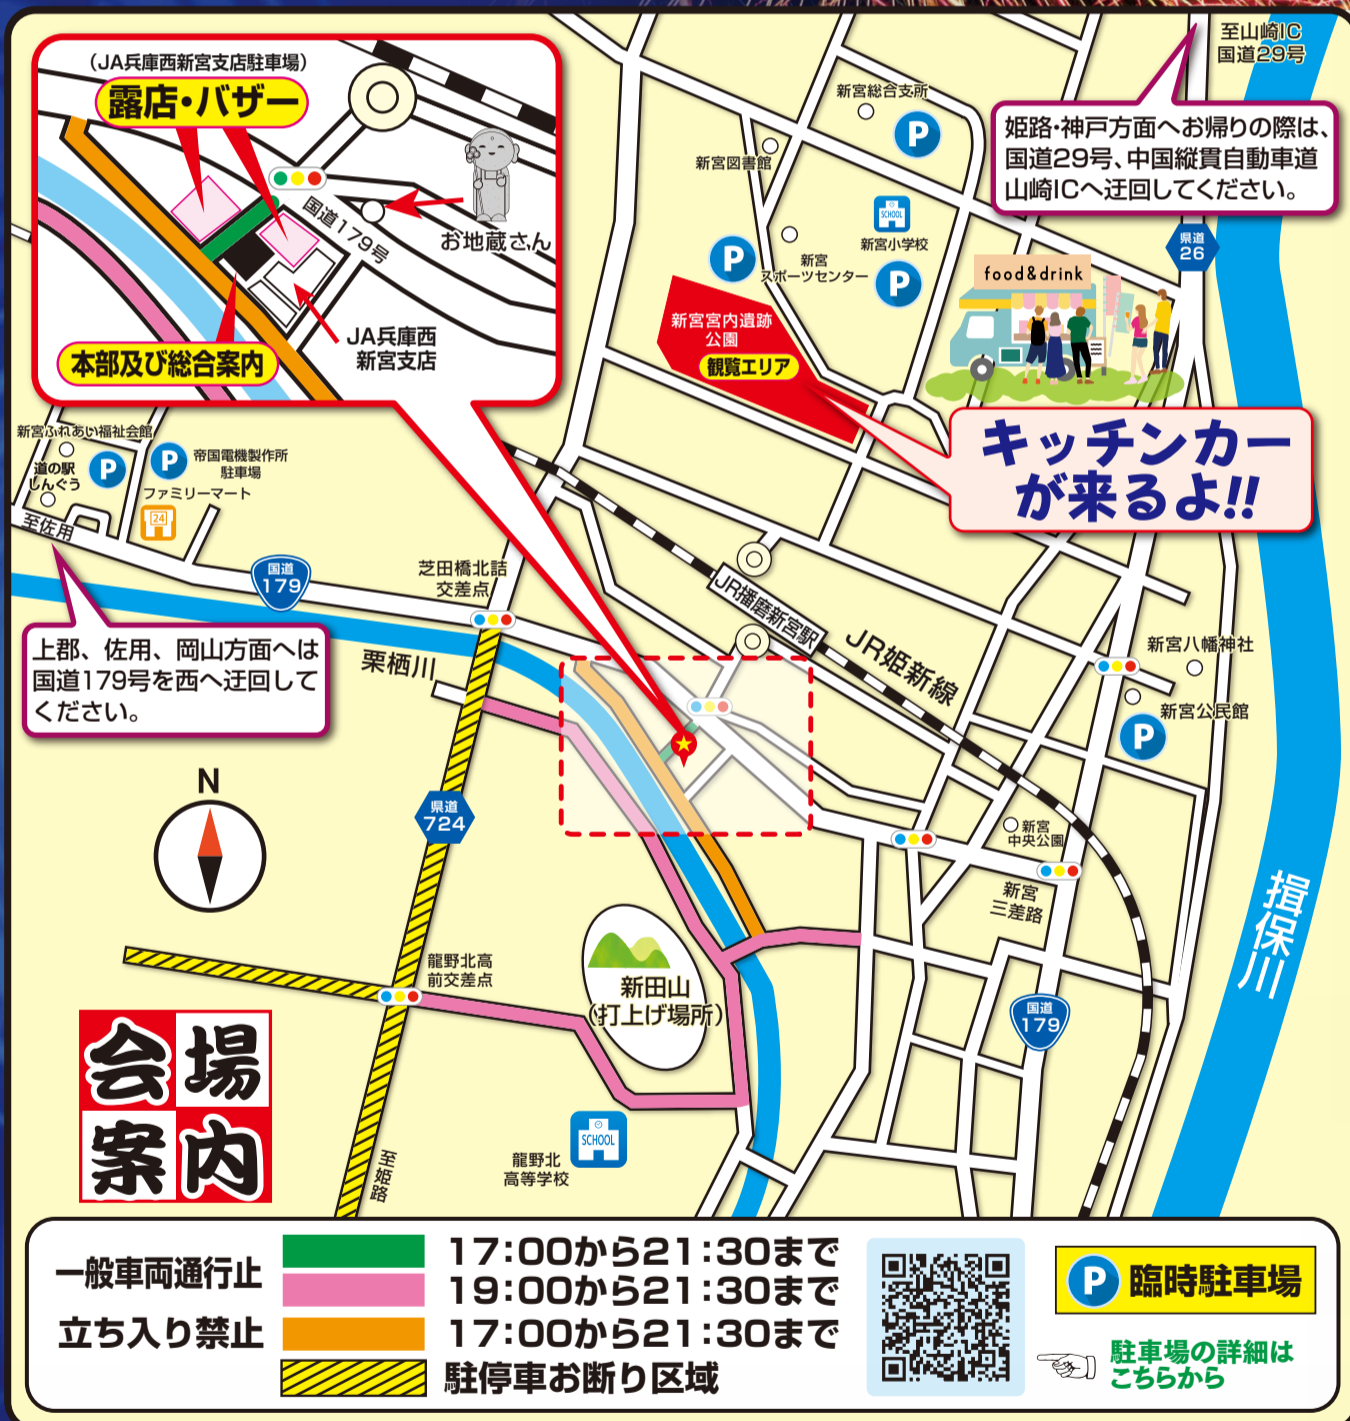 (JA兵庫西新宮支店駐車場)
露店・バザー
国道179号
お地蔵さん
JA兵庫西
新宮支店
本部及び総合案内
至山崎IC
国道29号
姫路・神戸方面へお帰りの際は、
国道29号、中国縦貫自動車道
山崎ICへ迂回してください。
新宮総合支所
P
新宮図書館
SCHOOL
新宮小学校
P
新宮
スポーツセンター
P
県道
26
food&drink
新宮宮内遺跡
公園
観覧エリア
キッチンカー
が来るよ!!
新宮ふれあい福祉会館
道の駅
しんぐう
P
P
帝国電機製作所
駐車場
ファミリーマート
24
至佐用
国道
179
芝田橋北詰
交差点
上郡、佐用、岡山方面へは
国道179号を西へ迂回して
ください。
栗栖川
JR播磨新宮駅
JR姫新線
新宮八幡神社
新宮公民館
P
N
県道
724
新宮
中央公園
新宮
三差路
揖保川
龍野北高
前交差点
新田山
(打上げ場所)
国道
179
会場
案内
SCHOOL
龍野北
高等学校
至姫路
一般車両通行止
17:00から21:30まで
19:00から21:30まで
立ち入り禁止
17:00から21:30まで
駐停車お断り区域
P 臨時駐車場
駐車場の詳細は
こちらから